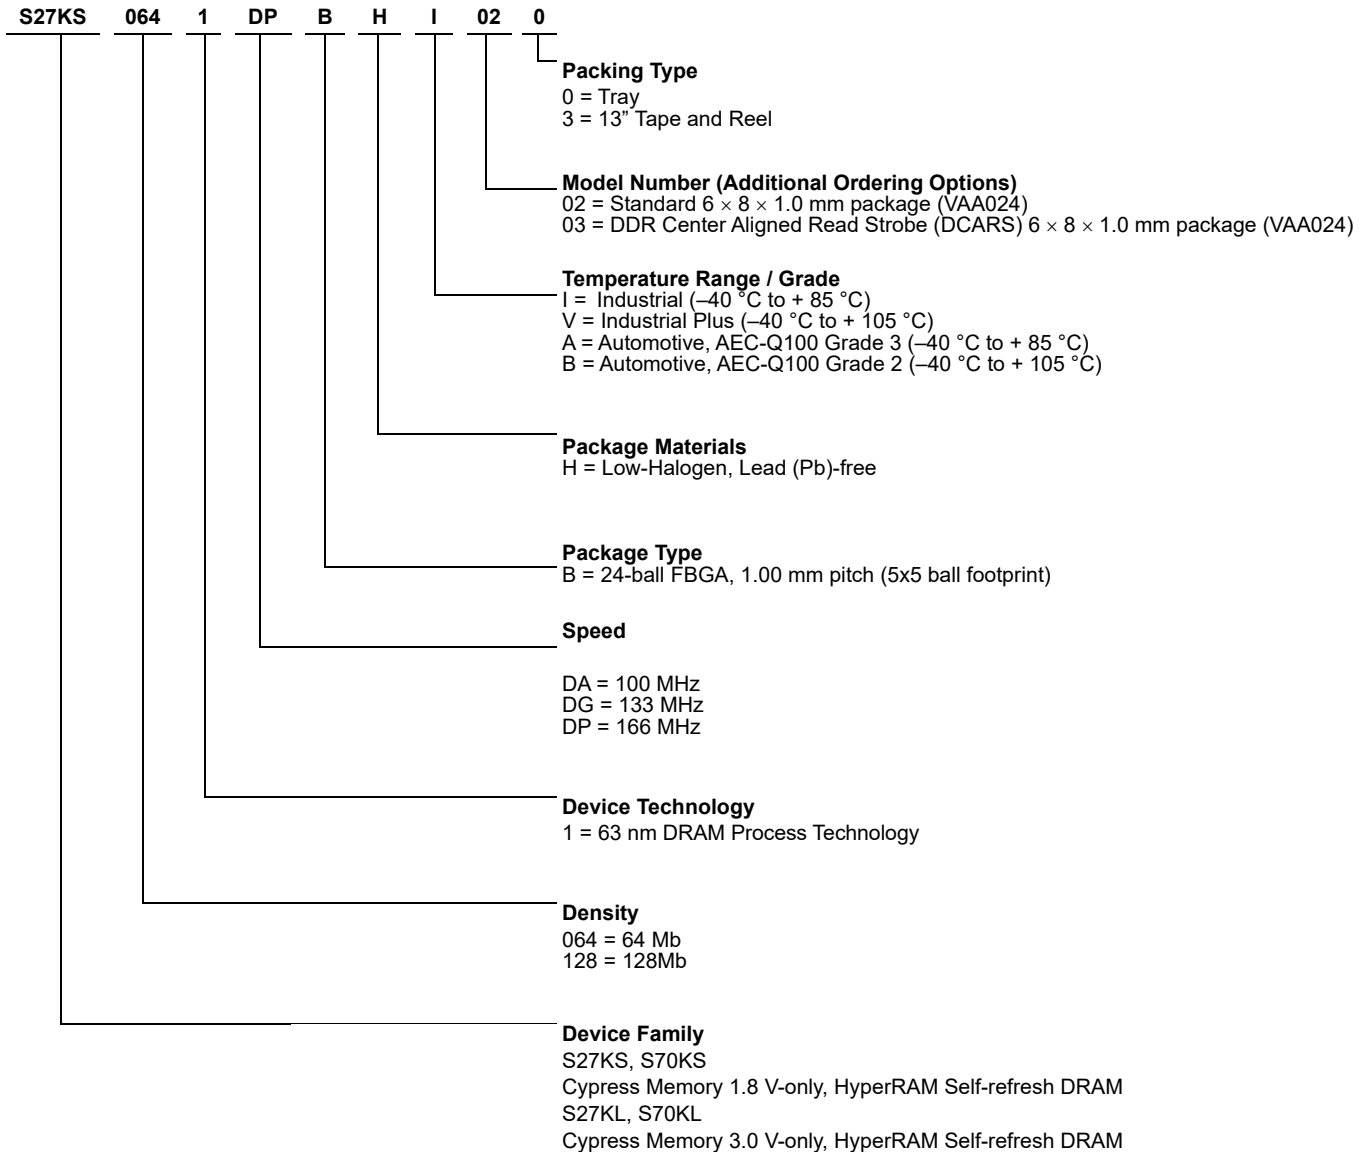 S27KS 064 1 DP B H I 02 0
Packing Type
0 = Tray
3 = 13” Tape and Reel
Model Number (Additional Ordering Options)
02 = Standard 6 × 8 × 1.0 mm package (VAA024)
03 = DDR Center Aligned Read Strobe (DCARS) 6 × 8 × 1.0 mm package (VAA024)
Temperature Range / Grade
I = Industrial (–40 °C to + 85 °C)
V = Industrial Plus (–40 °C to + 105 °C)
A = Automotive, AEC-Q100 Grade 3 (–40 °C to + 85 °C)
B = Automotive, AEC-Q100 Grade 2 (–40 °C to + 105 °C)
Package Materials
H = Low-Halogen, Lead (Pb)-free
Package Type
B = 24-ball FBGA, 1.00 mm pitch (5x5 ball footprint)
Speed
DA = 100 MHz
DG = 133 MHz
DP = 166 MHz
Device Technology
1 = 63 nm DRAM Process Technology
Density
064 = 64 Mb
128 = 128Mb
Device Family
S27KS, S70KS
Cypress Memory 1.8 V-only, HyperRAM Self-refresh DRAM
S27KL, S70KL
Cypress Memory 3.0 V-only, HyperRAM Self-refresh DRAM